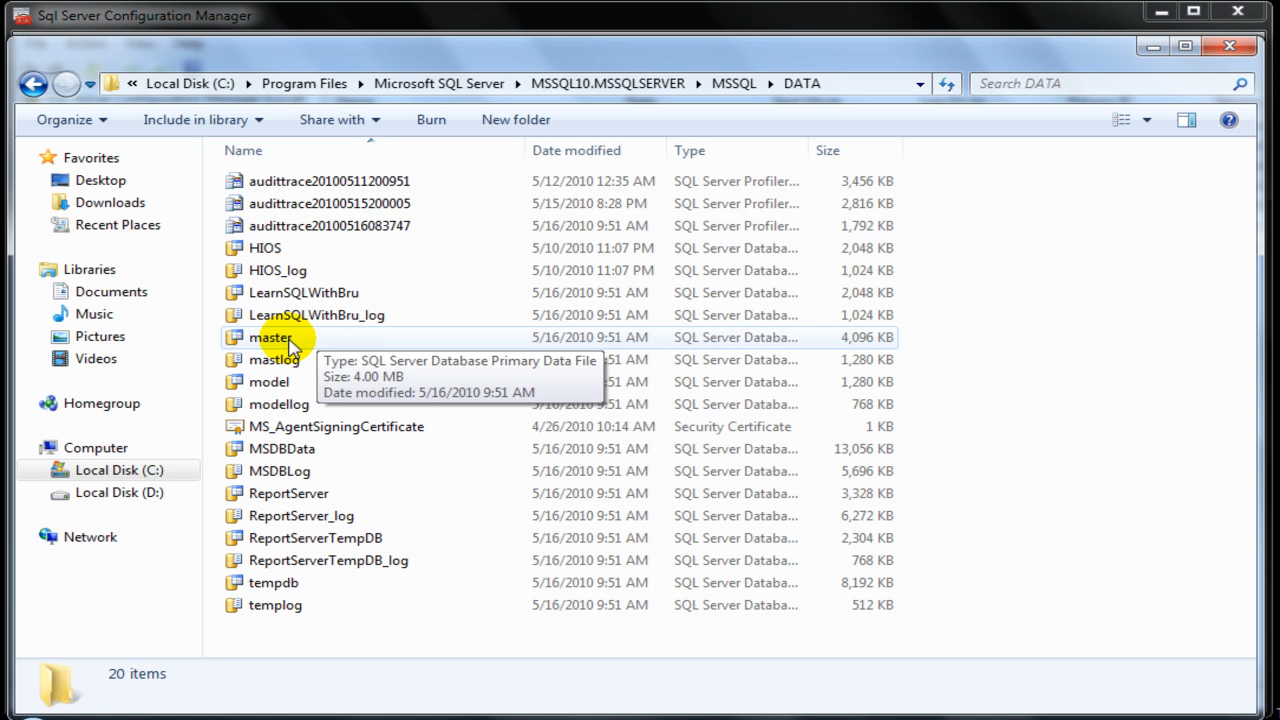 Sql Server Configuration Manager
« Local Disk (C:) Program Files Microsoft SQL Server MSSQL10.MSSQLSERVER MSSQL DATA Search DATA
Organize Include in library Share with Burn New folder
Name Date modified Type Size
Favorites
Desktop
Downloads
Recent Places
Libraries
Documents
Music
Pictures
Videos
Homegroup
Computer
Local Disk (C:)
Local Disk (D:)
Network
audittrace20100511200951 5/12/2010 12:35 AM SQL Server Profiler... 3,456 KB
audittrace20100515200005 5/15/2010 8:28 PM SQL Server Profiler... 2,816 KB
audittrace20100516083747 5/16/2010 9:51 AM SQL Server Profiler... 1,792 KB
HIOS 5/10/2010 11:07 PM SQL Server Databa... 2,048 KB
HIOS_log 5/10/2010 11:07 PM SQL Server Databa... 1,024 KB
LearnSQLWithBru 5/16/2010 9:51 AM SQL Server Databa... 2,048 KB
LearnSQLWithBru_log 5/16/2010 9:51 AM SQL Server Databa... 1,024 KB
master 5/16/2010 9:51 AM SQL Server Databa... 4,096 KB
mastlog :51 AM SQL Server Databa... 1,280 KB
Type: SQL Server Database Primary Data File
Size: 4.00 MB
Date modified: 5/16/2010 9:51 AM
model :51 AM SQL Server Databa... 1,280 KB
modellog 5/16/2010 9:51 AM SQL Server Databa... 768 KB
MS_AgentSigningCertificate 4/26/2010 10:14 AM Security Certificate 1 KB
MSDBData 5/16/2010 9:51 AM SQL Server Databa... 13,056 KB
MSDBLog 5/16/2010 9:51 AM SQL Server Databa... 5,696 KB
ReportServer 5/16/2010 9:51 AM SQL Server Databa... 3,328 KB
ReportServer_log 5/16/2010 9:51 AM SQL Server Databa... 6,272 KB
ReportServerTempDB 5/16/2010 9:51 AM SQL Server Databa... 2,304 KB
ReportServerTempDB_log 5/16/2010 9:51 AM SQL Server Databa... 768 KB
tempdb 5/16/2010 9:51 AM SQL Server Databa... 8,192 KB
templog 5/16/2010 9:51 AM SQL Server Databa... 512 KB
20 items